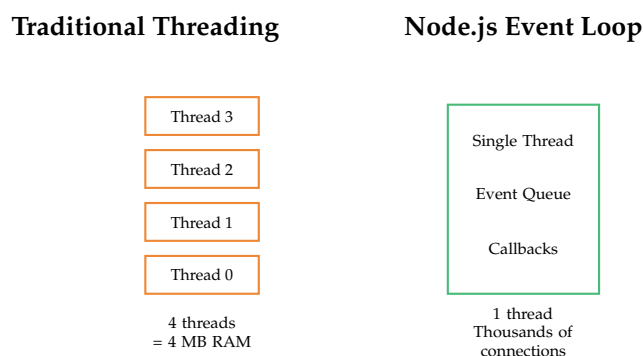 Traditional Threading
Thread 3
Thread 2
Thread 1
Thread 0
4 threads
= 4 MB RAM
Node.js Event Loop
Single Thread
Event Queue
Callbacks
1 thread
Thousands of
connections